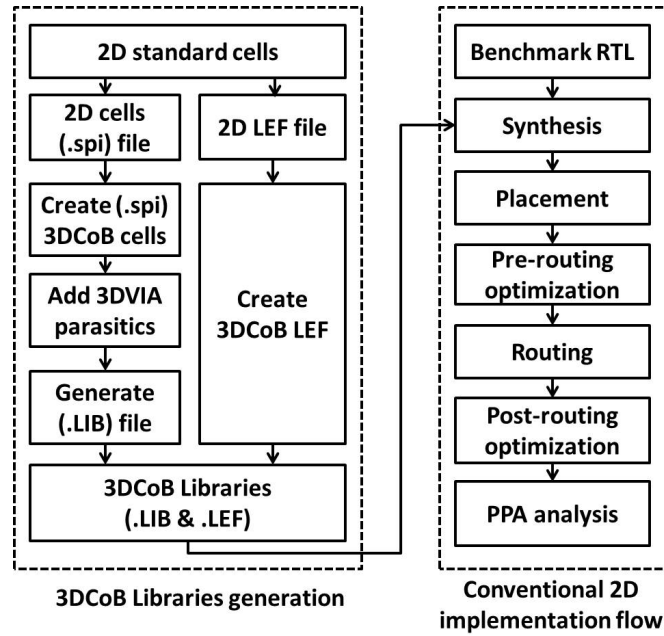 2D standard cells
2D cells
(.spi) file
2D LEF file
Create (.spi)
3DCoB cells
Add 3DVIA
parasitics
Create
3DCoB LEF
Generate
(.LIB) file
3DCoB Libraries
(.LIB & .LEF)
3DCoB Libraries generation
Benchmark RTL
Synthesis
Placement
Pre-routing
optimization
Routing
Post-routing
optimization
PPA analysis
Conventional 2D
implementation flow